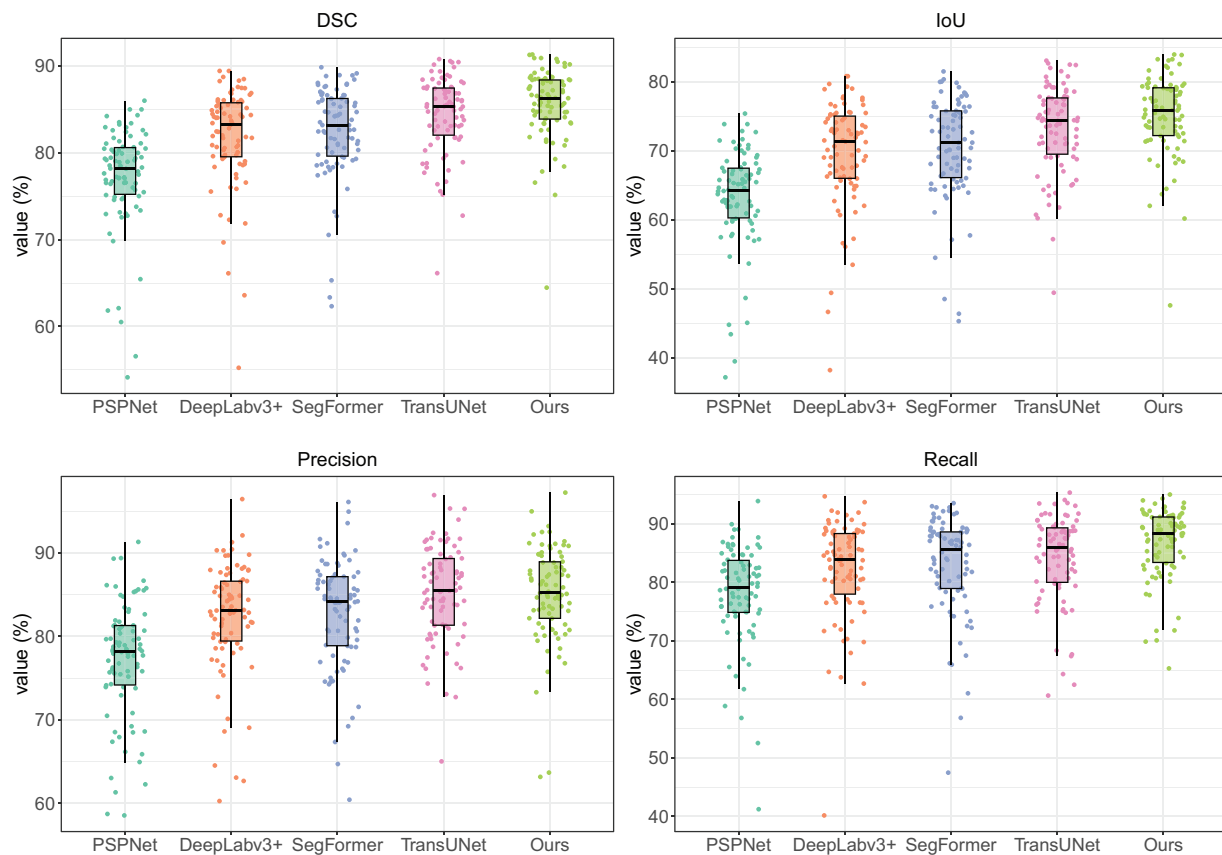 DSC
value (%)
90
80
70
60
PSPNet DeepLabv3+ SegFormer TransUNet Ours
IoU
value (%)
80
70
60
50
40
PSPNet DeepLabv3+ SegFormer TransUNet Ours
Precision
value (%)
90
80
70
60
PSPNet DeepLabv3+ SegFormer TransUNet Ours
Recall
value (%)
90
80
70
60
50
40
PSPNet DeepLabv3+ SegFormer TransUNet Ours